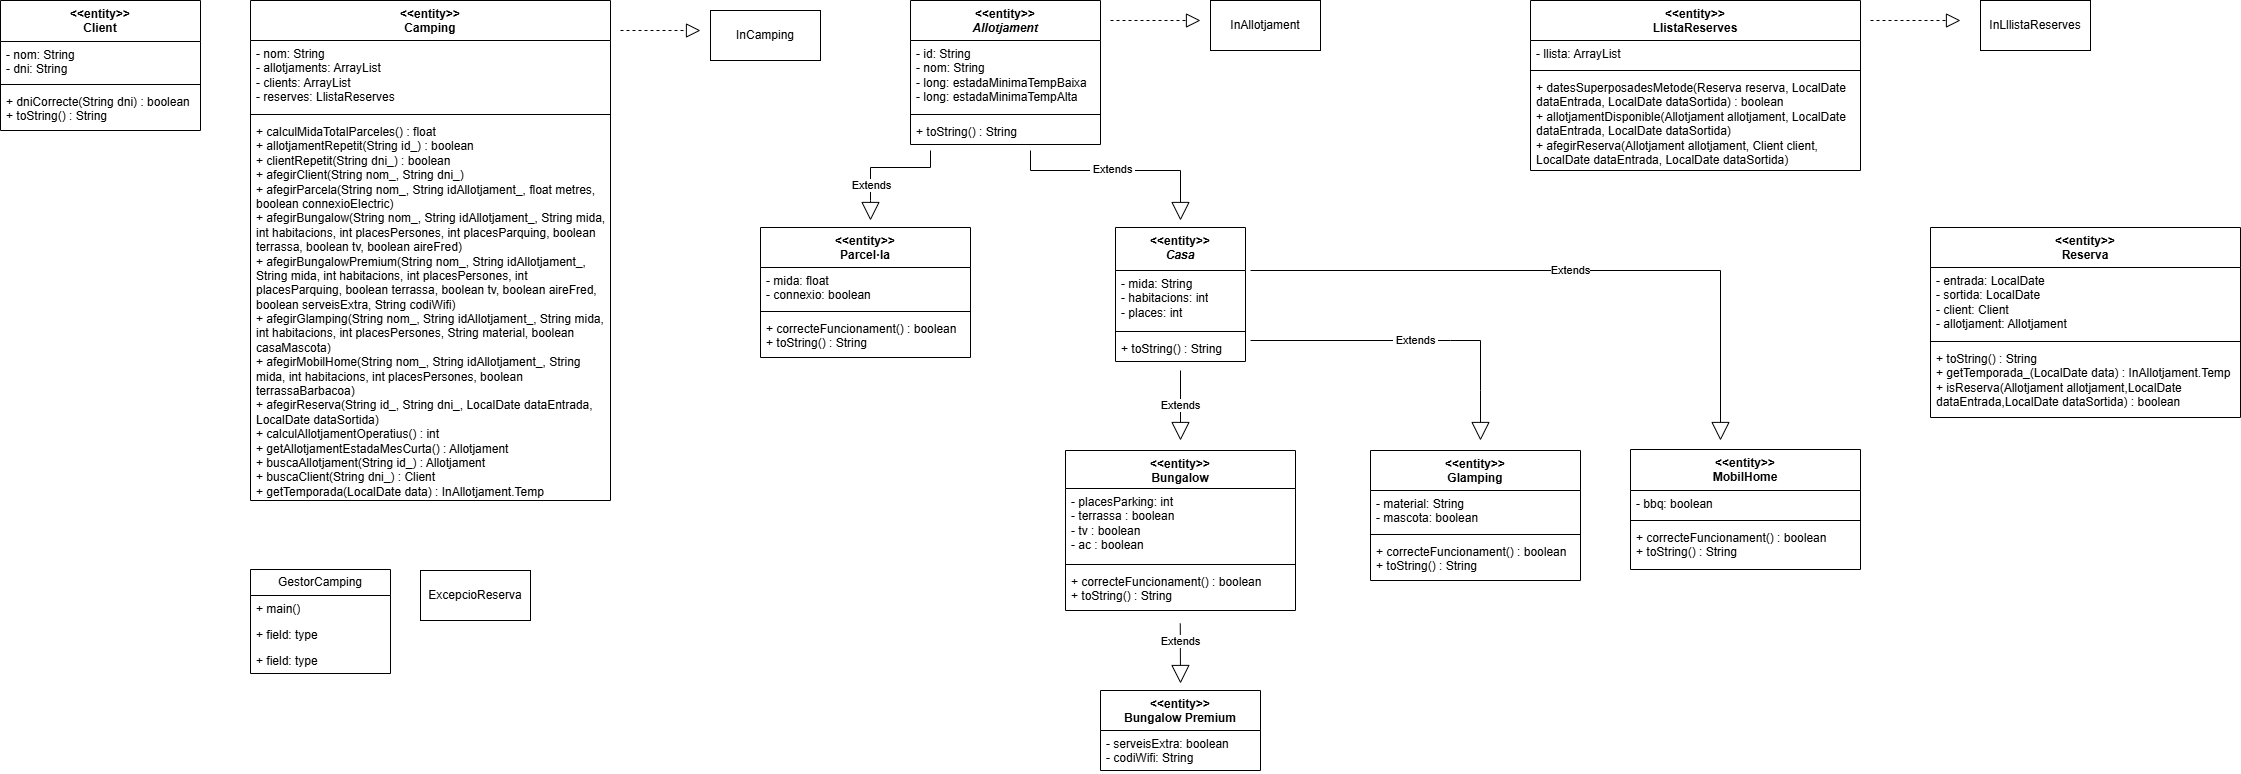 <<entity>>
Client
- nom: String
- dni: String
+ dniCorrecte(String dni) : boolean
+ toString() : String
<<entity>>
Camping
- nom: String
- allotjaments: ArrayList
- clients: ArrayList
- reserves: LlistaReserves
+ calculMidaTotalParceles() : float
+ allotjamentRepetit(String id_) : boolean
+ clientRepetit(String dni_) : boolean
+ afegirClient(String nom_, String dni_)
+ afegirParcela(String nom_, String idAllotjament_, float metres,
boolean connexioElectric)
+ afegirBungalow(String nom_, String idAllotjament_, String mida,
int habitacions, int placesPersones, int placesParquing, boolean
terrassa, boolean tv, boolean aireFred)
+ afegirBungalowPremium(String nom_, String idAllotjament_,
String mida, int habitacions, int placesPersones, int
placesParquing, boolean terrassa, boolean tv, boolean aireFred,
boolean serveisExtra, String codiWifi)
+ afegirGlamping(String nom_, String idAllotjament_, String mida,
int habitacions, int placesPersones, String material, boolean
casaMascota)
+ afegirMobilHome(String nom_, String idAllotjament_, String
mida, int habitacions, int placesPersones, boolean
terrassaBarbacoa)
+ afegirReserva(String id_, String dni_, LocalDate dataEntrada,
LocalDate dataSortida)
+ calculAllotjamentOperatius() : int
+ getAllotjamentEstadaMesCurta() : Allotjament
+ buscaAllotjament(String id_) : Allotjament
+ buscaClient(String dni_) : Client
+ getTemporada(LocalDate data) : InAllotjament.Temp
InCamping
<<entity>>
Allotjament
- id: String
- nom: String
- long: estadaMinimaTempBaixa
- long: estadaMinimaTempAlta
+ toString() : String
InAllotjament
<<entity>>
LlistaReserves
- llista: ArrayList
+ datesSuperposadesMetode(Reserva reserva, LocalDate
dataEntrada, LocalDate dataSortida) : boolean
+ allotjamentDisponible(Allotjament allotjament, LocalDate
dataEntrada, LocalDate dataSortida)
+ afegirReserva(Allotjament allotjament, Client client,
LocalDate dataEntrada, LocalDate dataSortida)
InLllistaReserves
Extends
Extends
<<entity>>
Parcel·la
- mida: float
- connexio: boolean
+ correcteFuncionament() : boolean
+ toString() : String
<<entity>>
Casa
- mida: String
- habitacions: int
- places: int
+ toString() : String
Extends
Extends
Extends
<<entity>>
Reserva
- entrada: LocalDate
- sortida: LocalDate
- client: Client
- allotjament: Allotjament
+ toString() : String
+ getTemporada_(LocalDate data) : InAllotjament.Temp
+ isReserva(Allotjament allotjament,LocalDate
dataEntrada,LocalDate dataSortida) : boolean
<<entity>>
Bungalow
- placesParking: int
- terrassa : boolean
- tv : boolean
- ac : boolean
+ correcteFuncionament() : boolean
+ toString() : String
<<entity>>
Glamping
- material: String
- mascota: boolean
+ correcteFuncionament() : boolean
+ toString() : String
<<entity>>
MobilHome
- bbq: boolean
+ correcteFuncionament() : boolean
+ toString() : String
GestorCamping
+ main()
+ field: type
+ field: type
ExcepcioReserva
Extends
<<entity>>
Bungalow Premium
- serveisExtra: boolean
- codiWifi: String